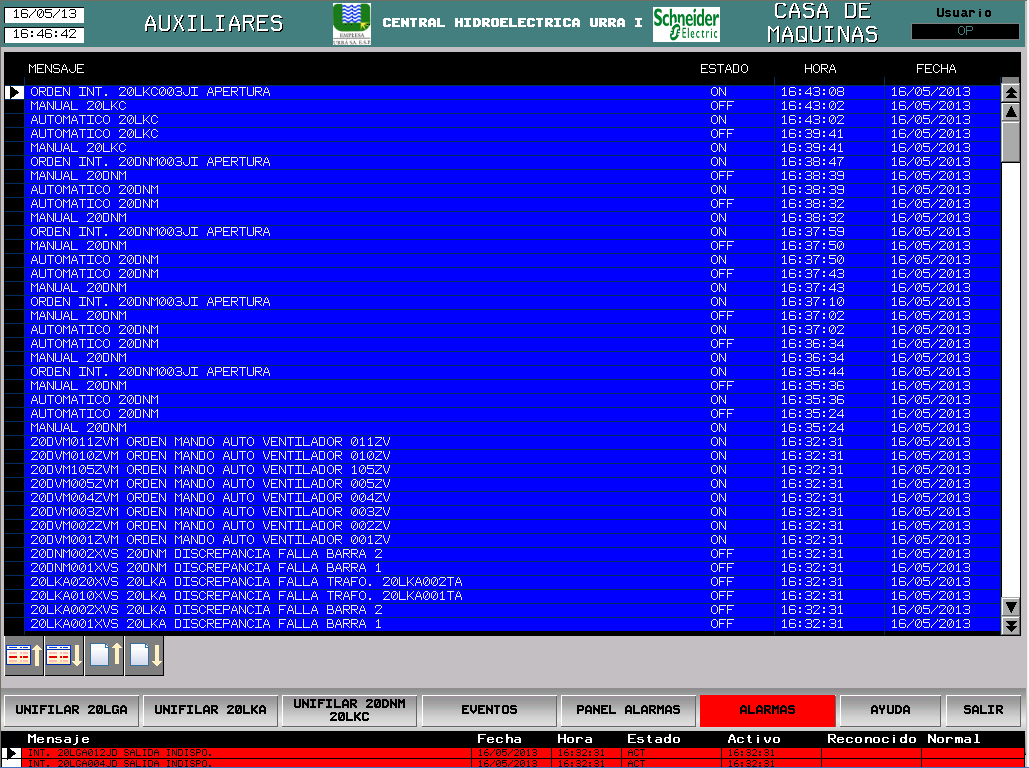 16/05/13
16:46:42
AUXILIARES
EMPRESA
URRÁ S.A. E.S.P.
CENTRAL HIDROELECTRICA URRA I
Schneider
Electric
CASA DE
MAQUINAS
Usuario
OP
MENSAJE ESTADO HORA FECHA
ORDEN INT. 20LKC003JI APERTURA ON 16:43:08 16/05/2013
MANUAL 20LKC OFF 16:43:02 16/05/2013
AUTOMATICO 20LKC ON 16:43:02 16/05/2013
AUTOMATICO 20LKC OFF 16:39:41 16/05/2013
MANUAL 20LKC ON 16:39:41 16/05/2013
ORDEN INT. 20DNM003JI APERTURA ON 16:38:47 16/05/2013
MANUAL 20DNM OFF 16:38:39 16/05/2013
AUTOMATICO 20DNM ON 16:38:39 16/05/2013
AUTOMATICO 20DNM OFF 16:38:32 16/05/2013
MANUAL 20DNM ON 16:38:32 16/05/2013
ORDEN INT. 20DNM003JI APERTURA ON 16:37:59 16/05/2013
MANUAL 20DNM OFF 16:37:50 16/05/2013
AUTOMATICO 20DNM ON 16:37:50 16/05/2013
AUTOMATICO 20DNM OFF 16:37:43 16/05/2013
MANUAL 20DNM ON 16:37:43 16/05/2013
ORDEN INT. 20DNM003JI APERTURA ON 16:37:10 16/05/2013
MANUAL 20DNM OFF 16:37:02 16/05/2013
AUTOMATICO 20DNM ON 16:37:02 16/05/2013
AUTOMATICO 20DNM OFF 16:36:34 16/05/2013
MANUAL 20DNM ON 16:36:34 16/05/2013
ORDEN INT. 20DNM003JI APERTURA ON 16:35:44 16/05/2013
MANUAL 20DNM OFF 16:35:36 16/05/2013
AUTOMATICO 20DNM ON 16:35:36 16/05/2013
AUTOMATICO 20DNM OFF 16:35:24 16/05/2013
MANUAL 20DNM ON 16:35:24 16/05/2013
20DVM011ZVM ORDEN MANDO AUTO VENTILADOR 011ZV ON 16:32:31 16/05/2013
20DVM010ZVM ORDEN MANDO AUTO VENTILADOR 010ZV ON 16:32:31 16/05/2013
20DVM105ZVM ORDEN MANDO AUTO VENTILADOR 105ZV ON 16:32:31 16/05/2013
20DVM005ZVM ORDEN MANDO AUTO VENTILADOR 005ZV ON 16:32:31 16/05/2013
20DVM004ZVM ORDEN MANDO AUTO VENTILADOR 004ZV ON 16:32:31 16/05/2013
20DVM003ZVM ORDEN MANDO AUTO VENTILADOR 003ZV ON 16:32:31 16/05/2013
20DVM002ZVM ORDEN MANDO AUTO VENTILADOR 002ZV ON 16:32:31 16/05/2013
20DVM001ZVM ORDEN MANDO AUTO VENTILADOR 001ZV ON 16:32:31 16/05/2013
20DNM002XVS 20DNM DISCREPANCIA FALLA BARRA 2 OFF 16:32:31 16/05/2013
20DNM001XVS 20DNM DISCREPANCIA FALLA BARRA 1 OFF 16:32:31 16/05/2013
20LKA020XVS 20LKA DISCREPANCIA FALLA TRAFO. 20LKA002TA OFF 16:32:31 16/05/2013
20LKA010XVS 20LKA DISCREPANCIA FALLA TRAFO. 20LKA001TA OFF 16:32:31 16/05/2013
20LKA002XVS 20LKA DISCREPANCIA FALLA BARRA 2 OFF 16:32:31 16/05/2013
20LKA001XVS 20LKA DISCREPANCIA FALLA BARRA 1 OFF 16:32:31 16/05/2013
UNIFILAR 20LGA
UNIFILAR 20LKA
UNIFILAR 20DNM
20LKC
EVENTOS
PANEL ALARMAS
ALARMAS
AYUDA
SALIR
Mensaje Fecha Hora Estado Activo Reconocido Normal
INT. 20LGA012JD SALIDA INDISPO. 16/05/2013 16:32:31 ACT 16:32:31
INT. 20LGA004JD SALIDA INDISPO. 16/05/2013 16:32:31 ACT 16:32:31